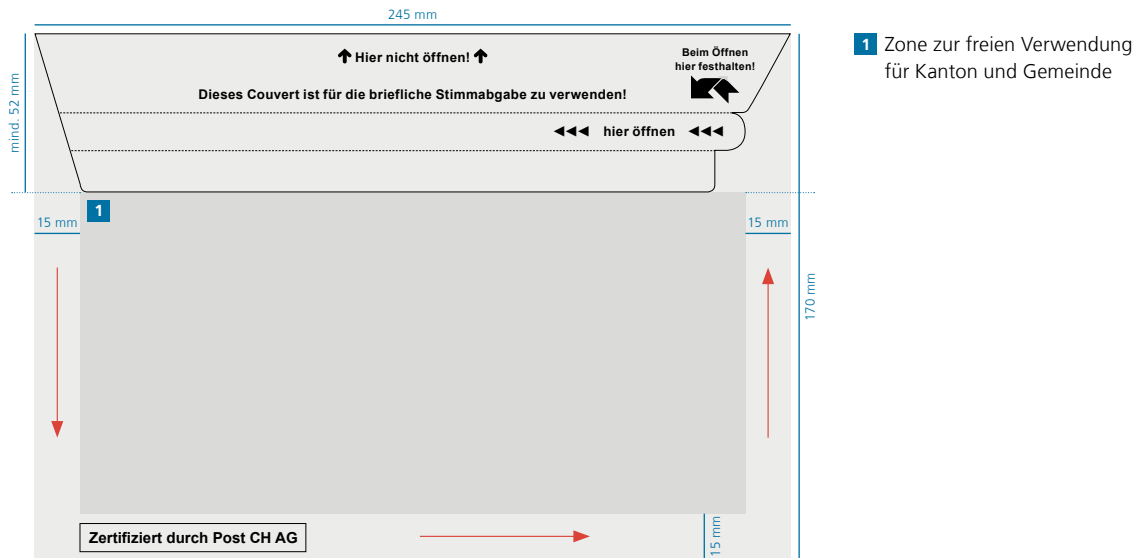 245 mm
🡹 Hier nicht öffnen! 🡹
Beim Öffnen
hier festhalten!
Dieses Couvert ist für die briefliche Stimmabgabe zu verwenden!
mind. 52 mm
◄◄◄ hier öffnen ◄◄◄
1 Zone zur freien Verwendung
für Kanton und Gemeinde
1
15 mm
15 mm
170 mm
Zertifiziert durch Post CH AG
15 mm